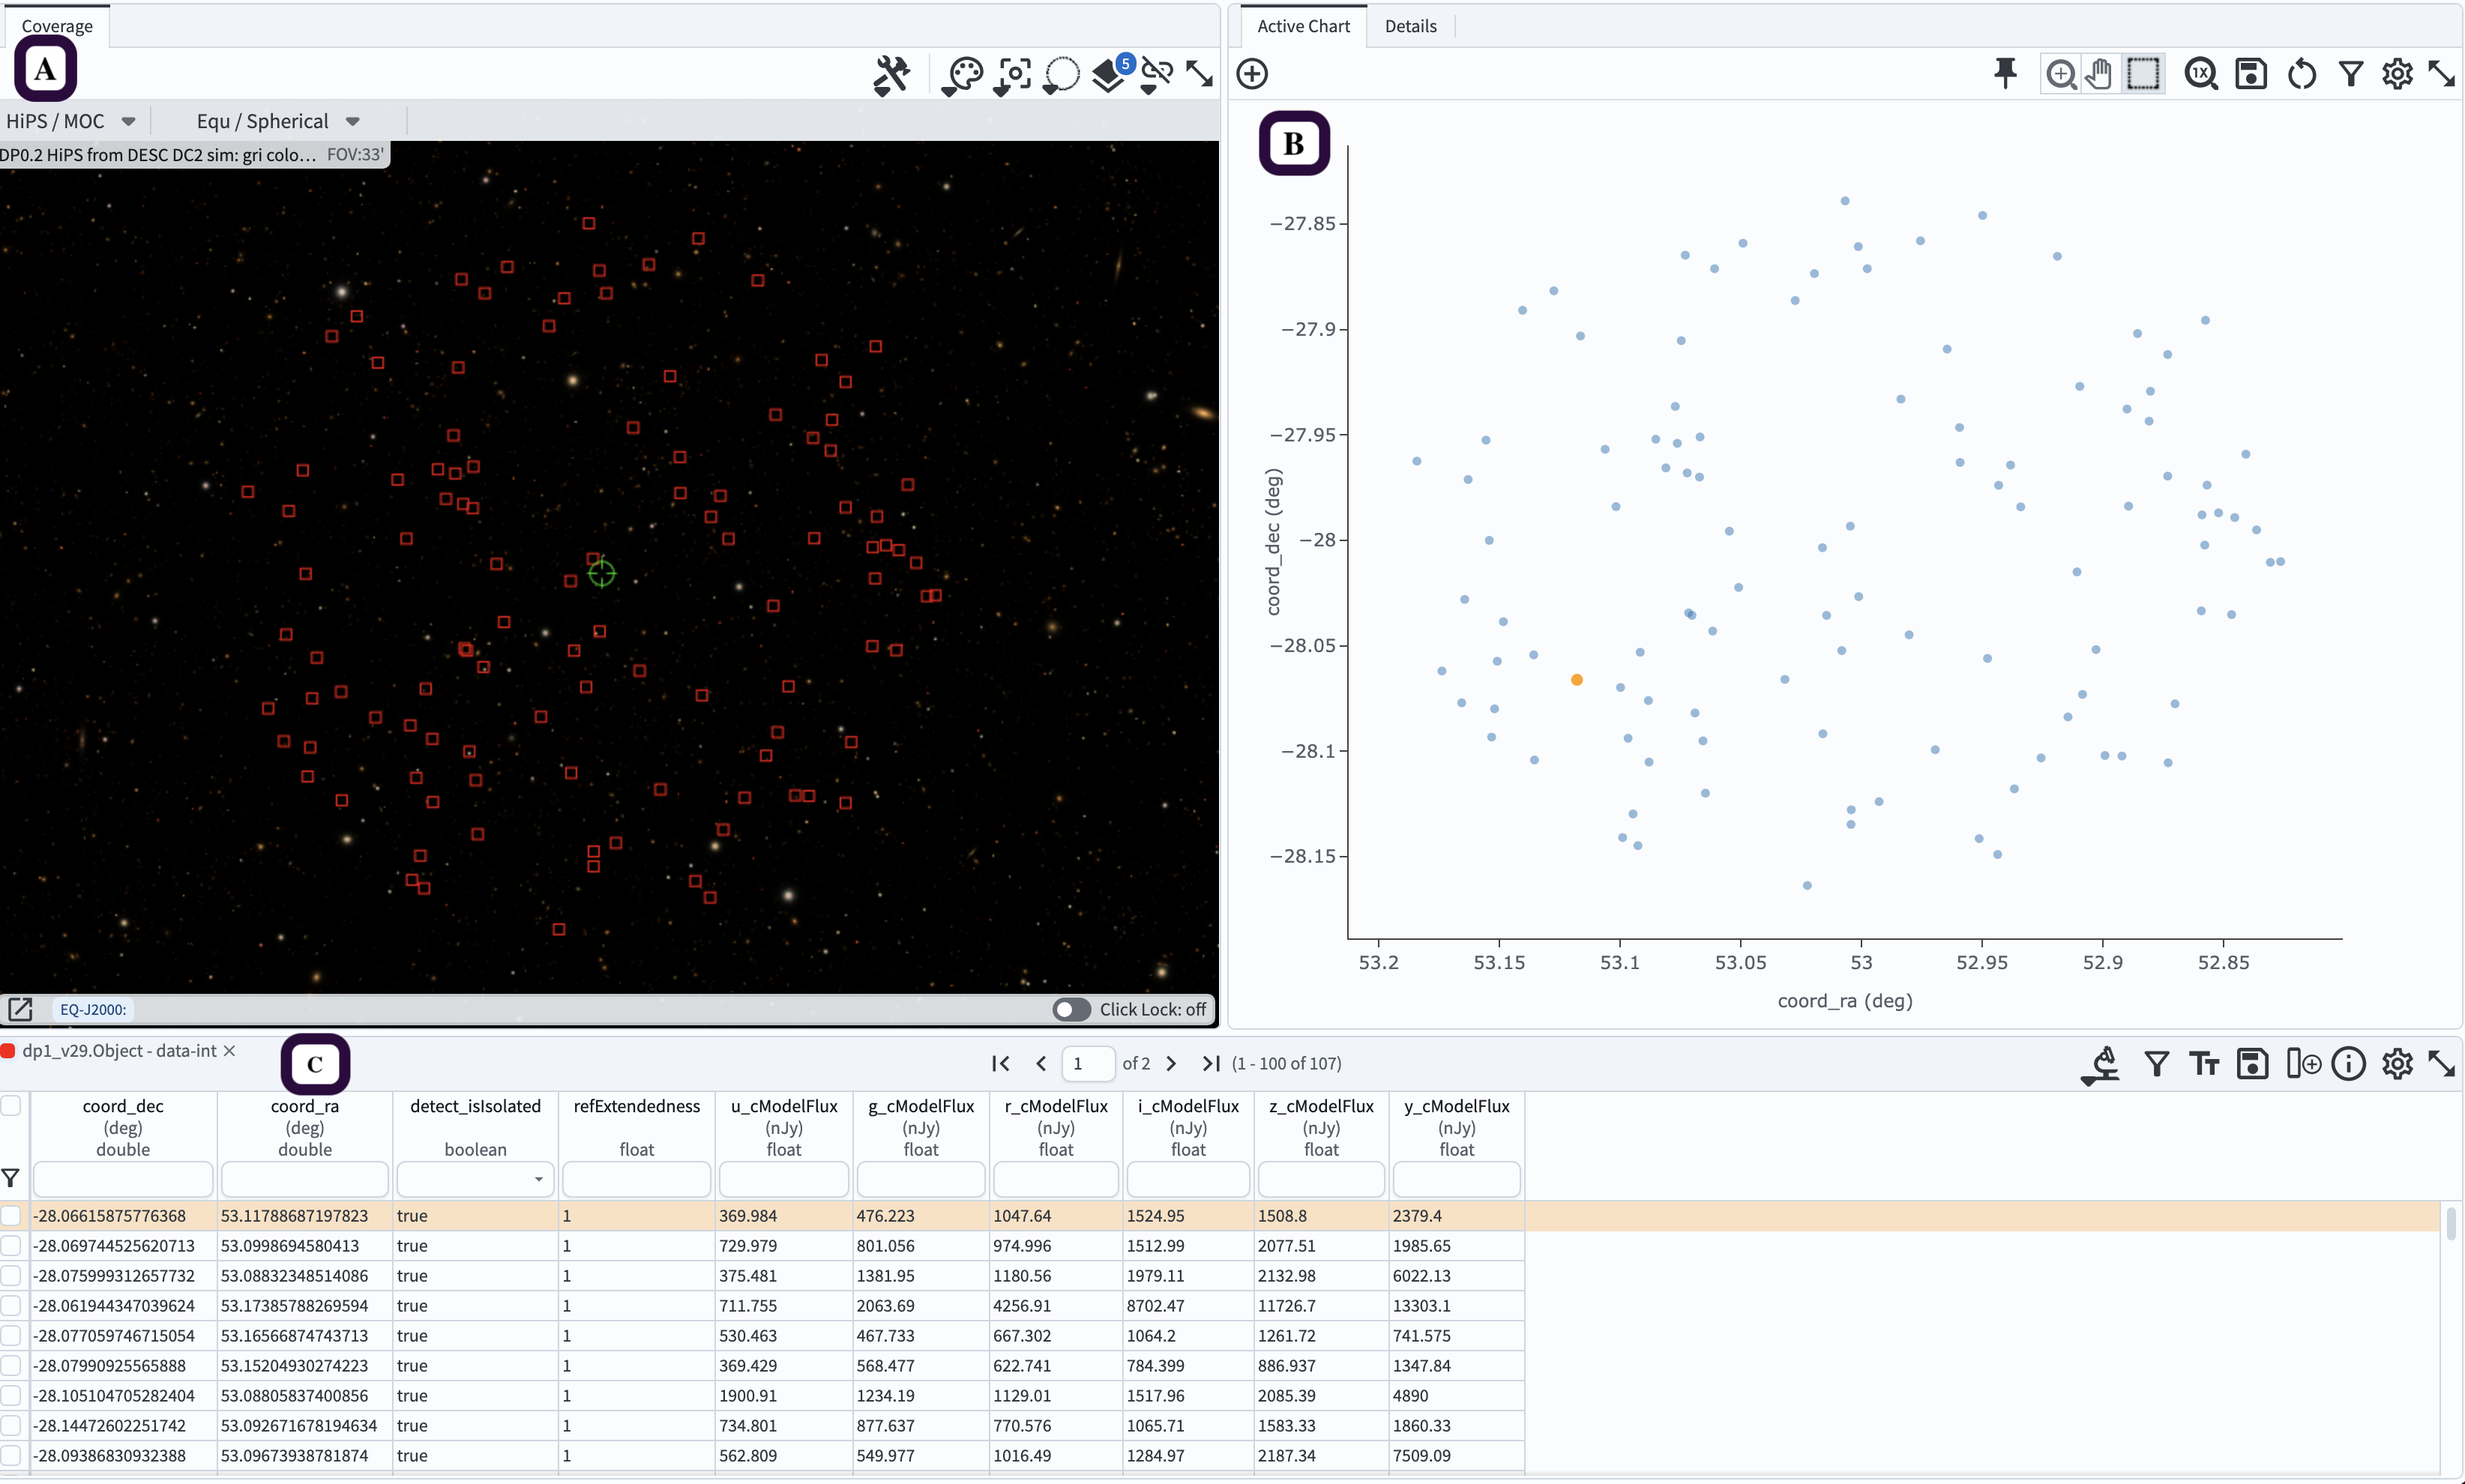 Coverage
A
5
HiPS / MOC Equ / Spherical
DP0.2 HiPS from DESC DC2 sim: gri colo... FOV:33'
EQ-J2000: Click Lock: off
Active Chart Details
1X
B
−27.85
−27.9
−27.95
−28
−28.05
−28.1
−28.15
coord_dec (deg)
53.2 53.15 53.1 53.05 53 52.95 52.9 52.85
coord_ra (deg)
dp1_v29.Object - data-int
C
1 of 2 (1 - 100 of 107)
coord_dec coord_ra detect_isIsolated refExtendedness u_cModelFlux g_cModelFlux r_cModelFlux i_cModelFlux z_cModelFlux y_cModelFlux
(deg) (deg) (nJy) (nJy) (nJy) (nJy) (nJy) (nJy)
double double boolean float float float float float float float
-28.06615875776368 53.11788687197823 true 1 369.984 476.223 1047.64 1524.95 1508.8 2379.4
-28.069744525620713 53.0998694580413 true 1 729.979 801.056 974.996 1512.99 2077.51 1985.65
-28.075999312657732 53.08832348514086 true 1 375.481 1381.95 1180.56 1979.11 2132.98 6022.13
-28.061944347039624 53.17385788269594 true 1 711.755 2063.69 4256.91 8702.47 11726.7 13303.1
-28.077059746715054 53.16566874743713 true 1 530.463 467.733 667.302 1064.2 1261.72 741.575
-28.07990925565888 53.15204930274223 true 1 369.429 568.477 622.741 784.399 886.937 1347.84
-28.105104705282404 53.08805837400856 true 1 1900.91 1234.19 1129.01 1517.96 2085.39 4890
-28.14472602251742 53.092671678194634 true 1 734.801 877.637 770.576 1065.71 1583.33 1860.33
-28.09386830932388 53.09673938781874 true 1 562.809 549.977 1016.49 1284.97 2187.34 7509.09